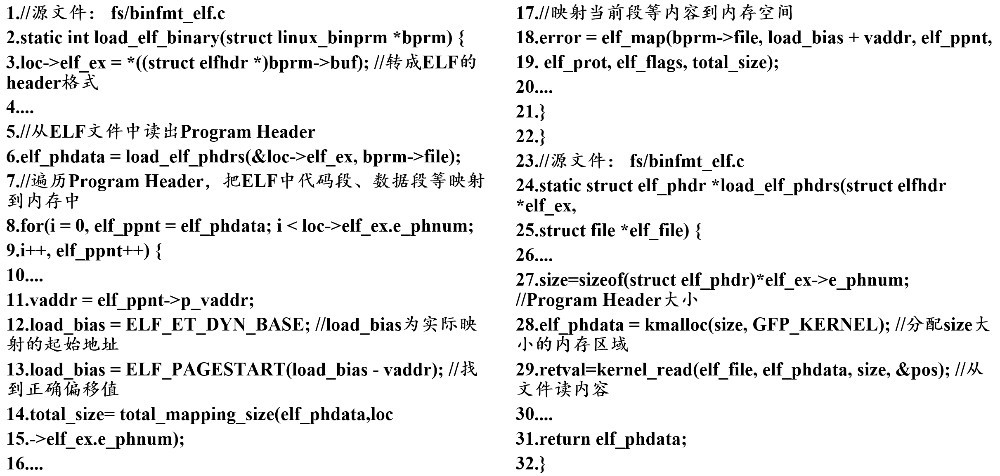 1.//源文件： fs/binfmt_elf.c
2.static int load_elf_binary(struct linux_binprm *bprm) {
3.loc->elf_ex = *((struct elfhdr *)bprm->buf); //转成ELF的
header格式
4....
5.//从ELF文件中读出Program Header
6.elf_phdata = load_elf_phdrs(&loc->elf_ex, bprm->file);
7.//遍历Program Header，把ELF中代码段、数据段等映射
到内存中
8.for(i = 0, elf_ppnt = elf_phdata; i < loc->elf_ex.e_phnum;
9.i++, elf_ppnt++) {
10....
11.vaddr = elf_ppnt->p_vaddr;
12.load_bias = ELF_ET_DYN_BASE; //load_bias为实际映
射的起始地址
13.load_bias = ELF_PAGESTART(load_bias - vaddr); //找
到正确偏移值
14.total_size= total_mapping_size(elf_phdata,loc
15.->elf_ex.e_phnum);
16....
17.//映射当前段等内容到内存空间
18.error = elf_map(bprm->file, load_bias + vaddr, elf_ppnt,
19. elf_prot, elf_flags, total_size);
20....
21.}
22.}
23.//源文件： fs/binfmt_elf.c
24.static struct elf_phdr *load_elf_phdrs(struct elfhdr
*elf_ex,
25.struct file *elf_file) {
26....
27.size=sizeof(struct elf_phdr)*elf_ex->e_phnum;
//Program Header大小
28.elf_phdata = kmalloc(size, GFP_KERNEL); //分配size大
小的内存区域
29.retval=kernel_read(elf_file, elf_phdata, size, &pos); //从
文件读内容
30....
31.return elf_phdata;
32.}